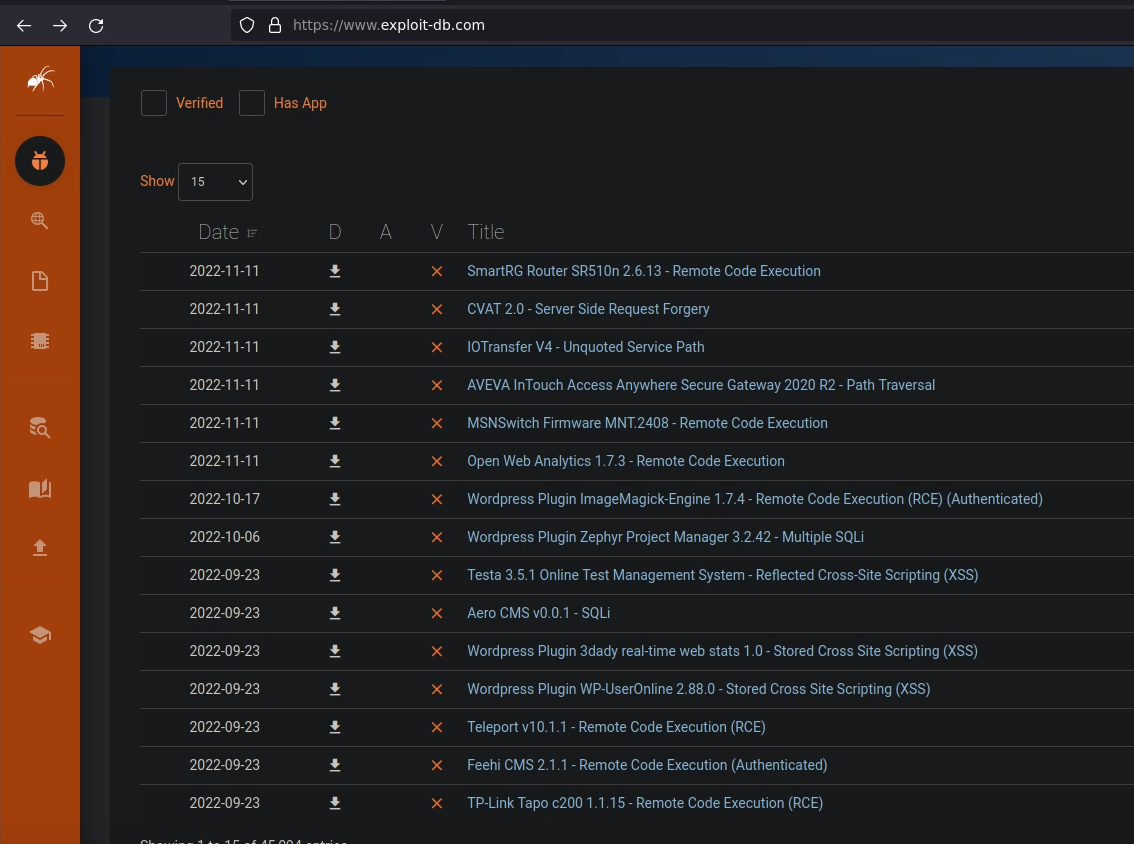 https://www.exploit-db.com
Verified Has App
Show 15
Date D A V Title
2022-11-11 SmartRG Router SR510n 2.6.13 - Remote Code Execution
2022-11-11 CVAT 2.0 - Server Side Request Forgery
2022-11-11 IOTransfer V4 - Unquoted Service Path
2022-11-11 AVEVA InTouch Access Anywhere Secure Gateway 2020 R2 - Path Traversal
2022-11-11 MSNSwitch Firmware MNT.2408 - Remote Code Execution
2022-11-11 Open Web Analytics 1.7.3 - Remote Code Execution
2022-10-17 Wordpress Plugin ImageMagick-Engine 1.7.4 - Remote Code Execution (RCE) (Authenticated)
2022-10-06 Wordpress Plugin Zephyr Project Manager 3.2.42 - Multiple SQLi
2022-09-23 Testa 3.5.1 Online Test Management System - Reflected Cross-Site Scripting (XSS)
2022-09-23 Aero CMS v0.0.1 - SQLi
2022-09-23 Wordpress Plugin 3dady real-time web stats 1.0 - Stored Cross Site Scripting (XSS)
2022-09-23 Wordpress Plugin WP-UserOnline 2.88.0 - Stored Cross Site Scripting (XSS)
2022-09-23 Teleport v10.1.1 - Remote Code Execution (RCE)
2022-09-23 Feehi CMS 2.1.1 - Remote Code Execution (Authenticated)
2022-09-23 TP-Link Tapo c200 1.1.15 - Remote Code Execution (RCE)
Showing 1 to 15 of entries